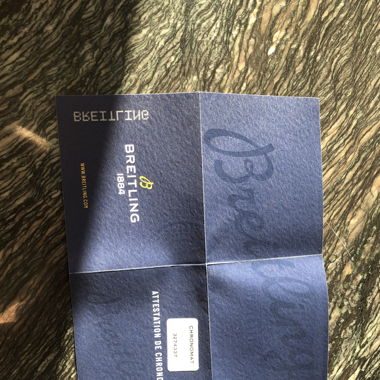 BREITLING
BREITLING
1884
WWW.BREITLING.COM
Breitling
ATTESTATION DE CHRONO
CHRONOMAT